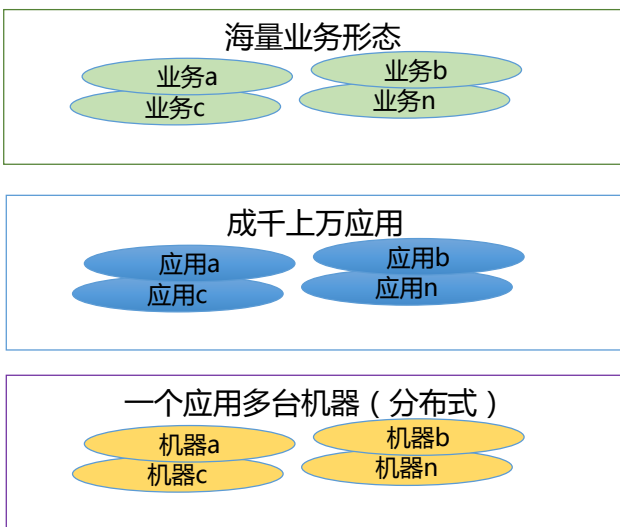 海量业务形态
业务a 业务b
业务c 业务n
成千上万应用
应用a 应用b
应用c 应用n
一个应用多台机器（分布式）
机器a 机器b
机器c 机器n